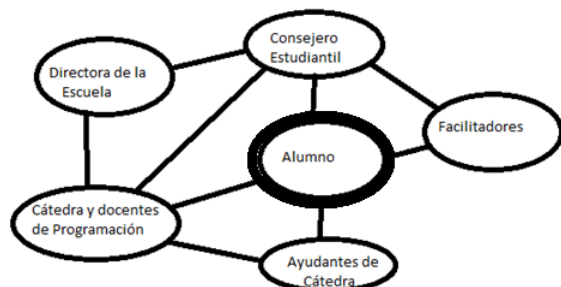 Consejero
Estudiantil
Directora de la
Escuela
Facilitadores
Alumno
Cátedra y docentes
de Programación
Ayudantes de
Cátedra